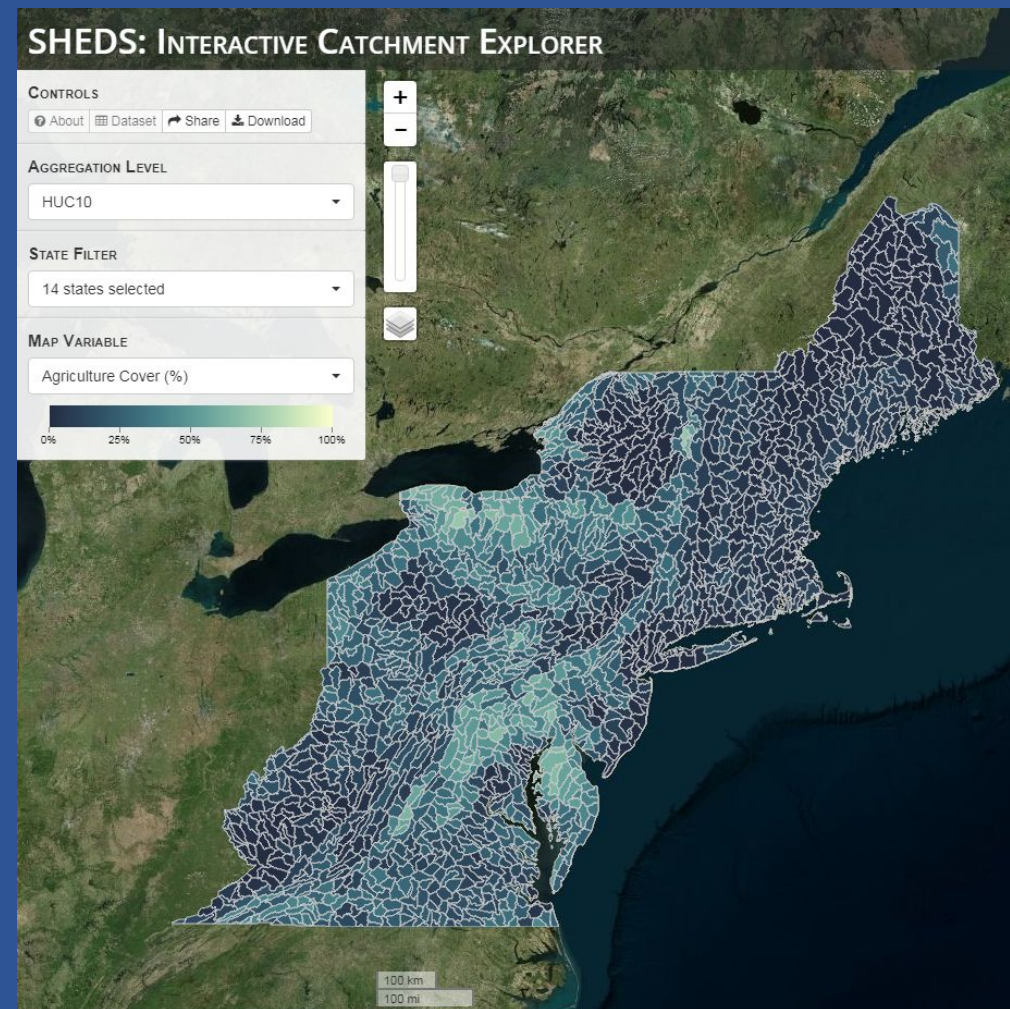 SHEDS: Interactive Catchment Explorer
Controls
About Dataset Share Download
+
−
Aggregation Level
HUC10
State Filter
14 states selected
Map Variable
Agriculture Cover (%)
0% 25% 50% 75% 100%
100 km
100 mi